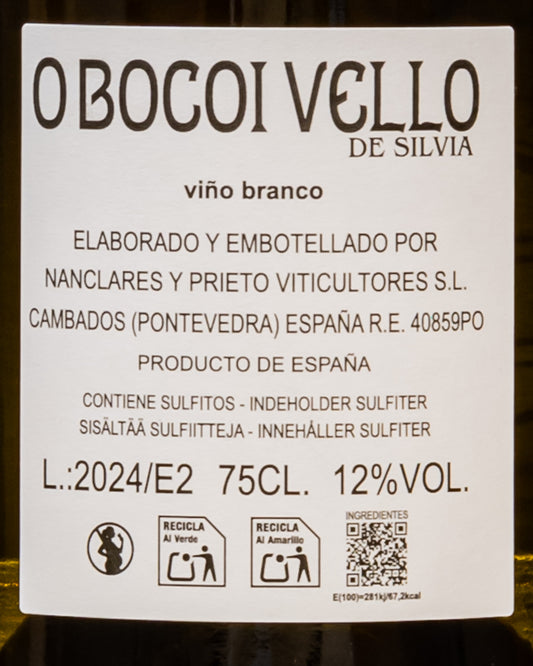 O BOCOI VELLO
DE SILVIA
viño branco
ELABORADO Y EMBOTELLADO POR
NANCLARES Y PRIETO VITICULTORES S.L.
CAMBADOS (PONTEVEDRA) ESPAÑA R.E. 40859PO
PRODUCTO DE ESPAÑA
CONTIENE SULFITOS - INDEHOLDER SULFITER
SISÄLTÄÄ SULFIITTEJA - INNEHÅLLER SULFITER
L.:2024/E2 75CL. 12%VOL.
RECICLA
Al Verde
RECICLA
Al Amarillo
INGREDIENTES
E(100)=281kj/67,2kcal